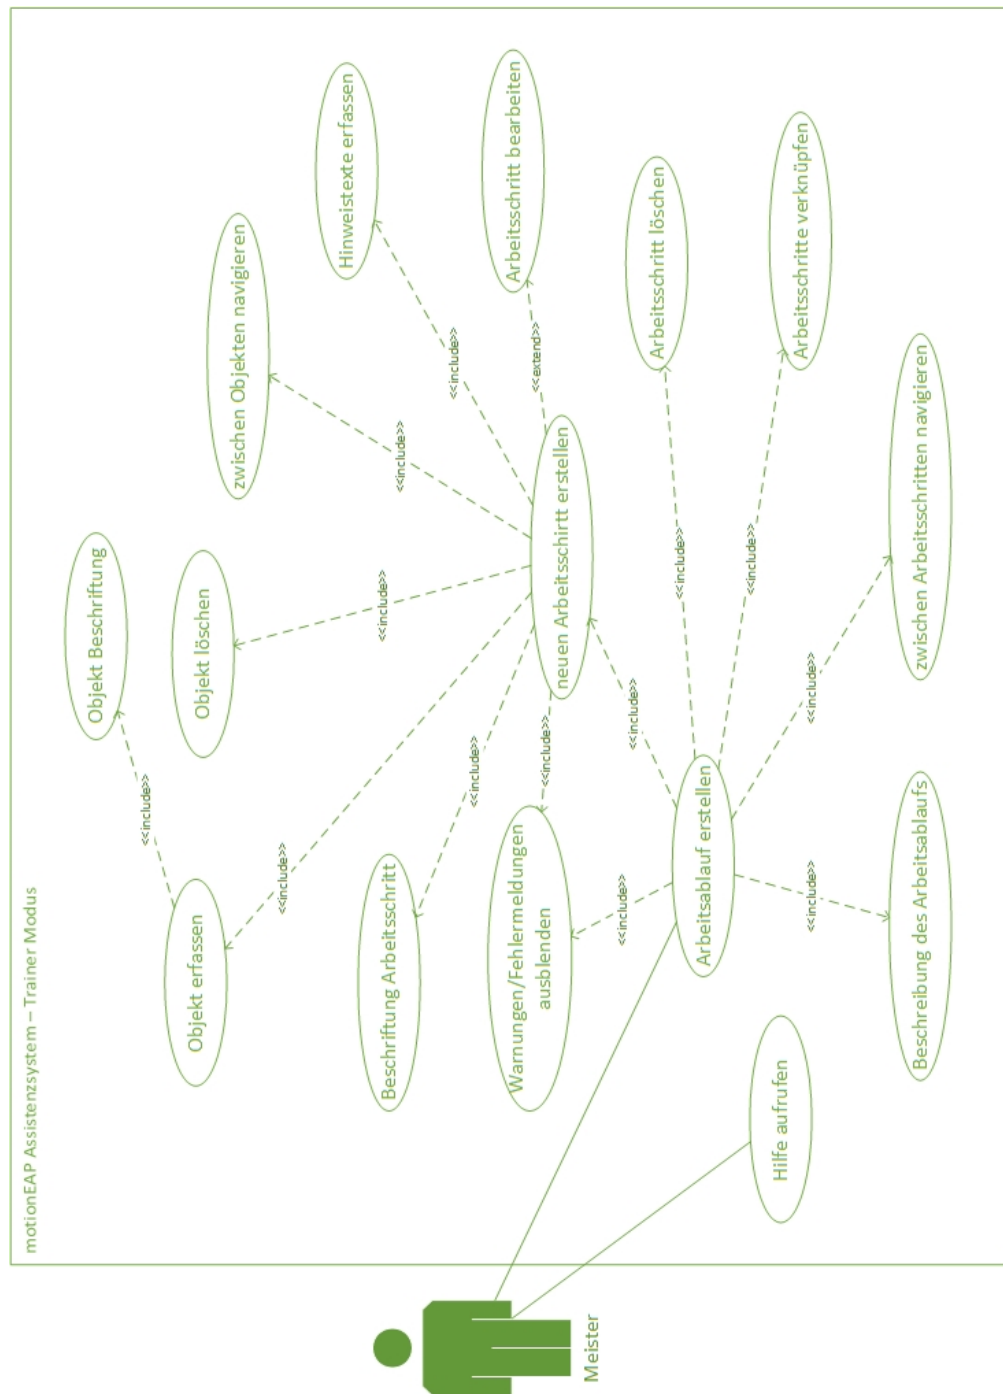 motionEAP Assistenzsystem – Trainer Modus
Objekt Beschriftung
<<include>>
Objekt erfassen
Objekt löschen
zwischen Objekten navigieren
Hinweistexte erfassen
<<include>>
<<include>>
<<include>>
<<include>>
Beschriftung Arbeitsschritt
<<include>>
Warnungen/Fehlermeldungen
ausblenden
<<include>>
neuen Arbeitsschirtt erstellen
<<extend>>
Arbeitsschritt bearbeiten
<<include>>
<<include>>
Arbeitsablauf erstellen
<<include>>
Arbeitsschritt löschen
<<include>>
Arbeitsschritte verknüpfen
Meister
Hilfe aufrufen
<<include>>
<<include>>
Beschreibung des Arbeitsablaufs
zwischen Arbeitsschritten navigieren